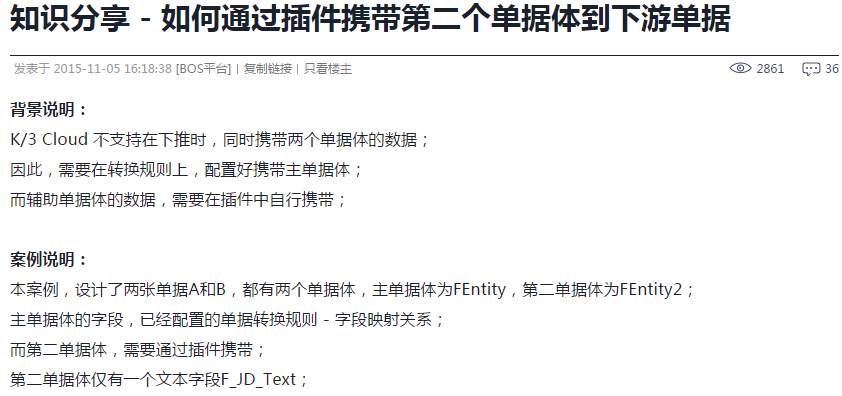 知识分享 - 如何通过插件携带第二个单据体到下游单据
发表于 2015-11-05 16:18:38 [BOS平台] | 复制链接 | 只看楼主 2861 36
背景说明：
K/3 Cloud 不支持在下推时，同时携带两个单据体的数据；
因此，需要在转换规则上，配置好携带主单据体；
而辅助单据体的数据，需要在插件中自行携带；
案例说明：
本案例，设计了两张单据A和B，都有两个单据体，主单据体为FEntity，第二单据体为FEntity2；
主单据体的字段，已经配置的单据转换规则 - 字段映射关系；
而第二单据体，需要通过插件携带；
第二单据体仅有一个文本字段F_JD_Text；